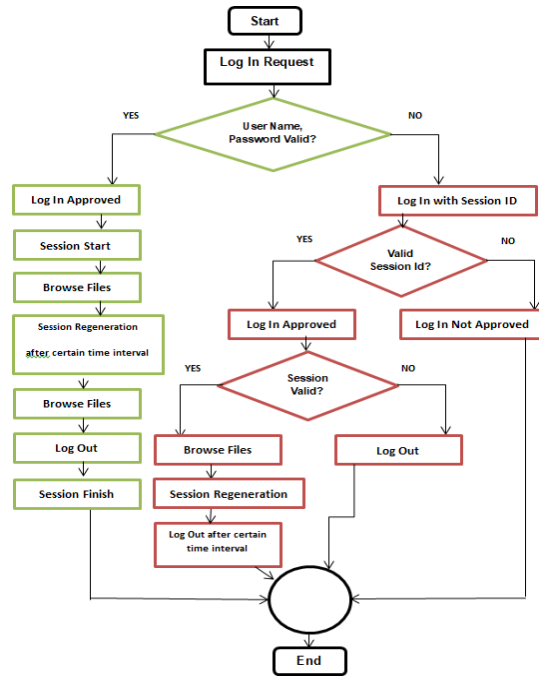 Start
Log In Request
YES
NO
User Name,
Password Valid?
Log In Approved
Log In with Session ID
Session Start
YES
Valid
Session Id?
NO
Browse Files
Session Regeneration
after certain time interval
Log In Approved
Log In Not Approved
YES
Session
Valid?
NO
Browse Files
Log Out
Session Finish
Browse Files
Log Out
Session Regeneration
Log Out after certain
time interval
End